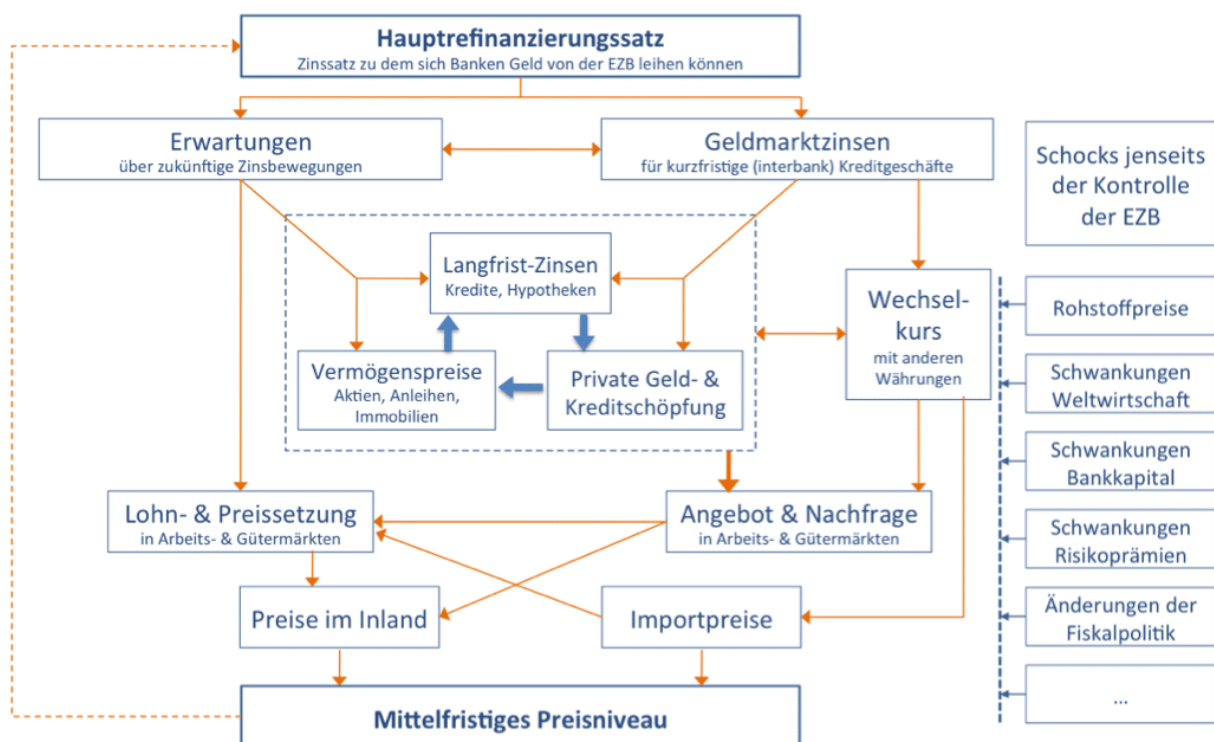 Hauptrefinanzierungssatz
Zinssatz zu dem sich Banken Geld von der EZB leihen können
Erwartungen
über zukünftige Zinsbewegungen
Geldmarktzinsen
für kurzfristige (interbank) Kreditgeschäfte
Schocks jenseits
der Kontrolle
der EZB
Langfrist-Zinsen
Kredite, Hypotheken
Wechsel-
kurs
mit anderen
Währungen
Vermögenspreise
Aktien, Anleihen,
Immobilien
Private Geld- &
Kreditschöpfung
Rohstoffpreise
Schwankungen
Weltwirtschaft
Schwankungen
Bankkapital
Lohn- & Preissetzung
in Arbeits- & Gütermärkten
Angebot & Nachfrage
in Arbeits- & Gütermärkten
Schwankungen
Risikoprämien
Preise im Inland
Importpreise
Änderungen der
Fiskalpolitik
...
Mittelfristiges Preisniveau